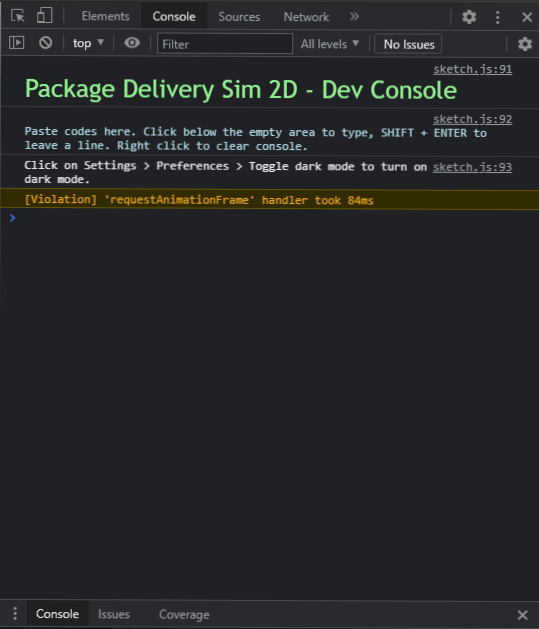 Elements Console Sources Network »
top ▼ Filter All levels ▼ No Issues
sketch.js:91
Package Delivery Sim 2D - Dev Console
sketch.js:92
Paste codes here. Click below the empty area to type, SHIFT + ENTER to
leave a line. Right click to clear console.
Click on Settings > Preferences > Toggle dark mode to turn on sketch.js:93
dark mode.
[Violation] 'requestAnimationFrame' handler took 84ms
>
Console Issues Coverage